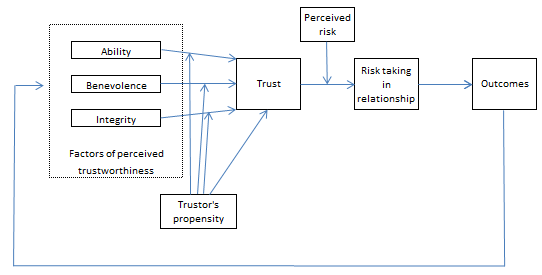 Perceived
risk
Ability
Benevolence
Integrity
Factors of perceived
trustworthiness
Trust
Risk taking
in
relationship
Outcomes
Trustor's
propensity